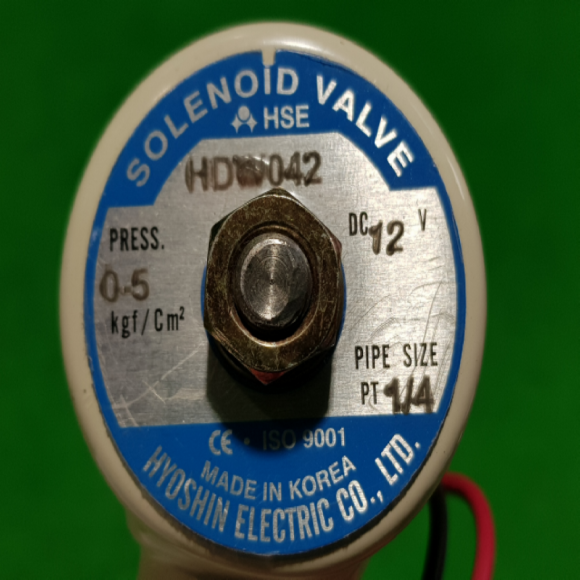 SOLENOID VALVE
HSE
HDW042
PRESS.
0-5
kgf/Cm²
DC 12 V
PIPE SIZE
PT 1/4
CE • ISO 9001
MADE IN KOREA
HYOSHIN ELECTRIC CO., LTD.